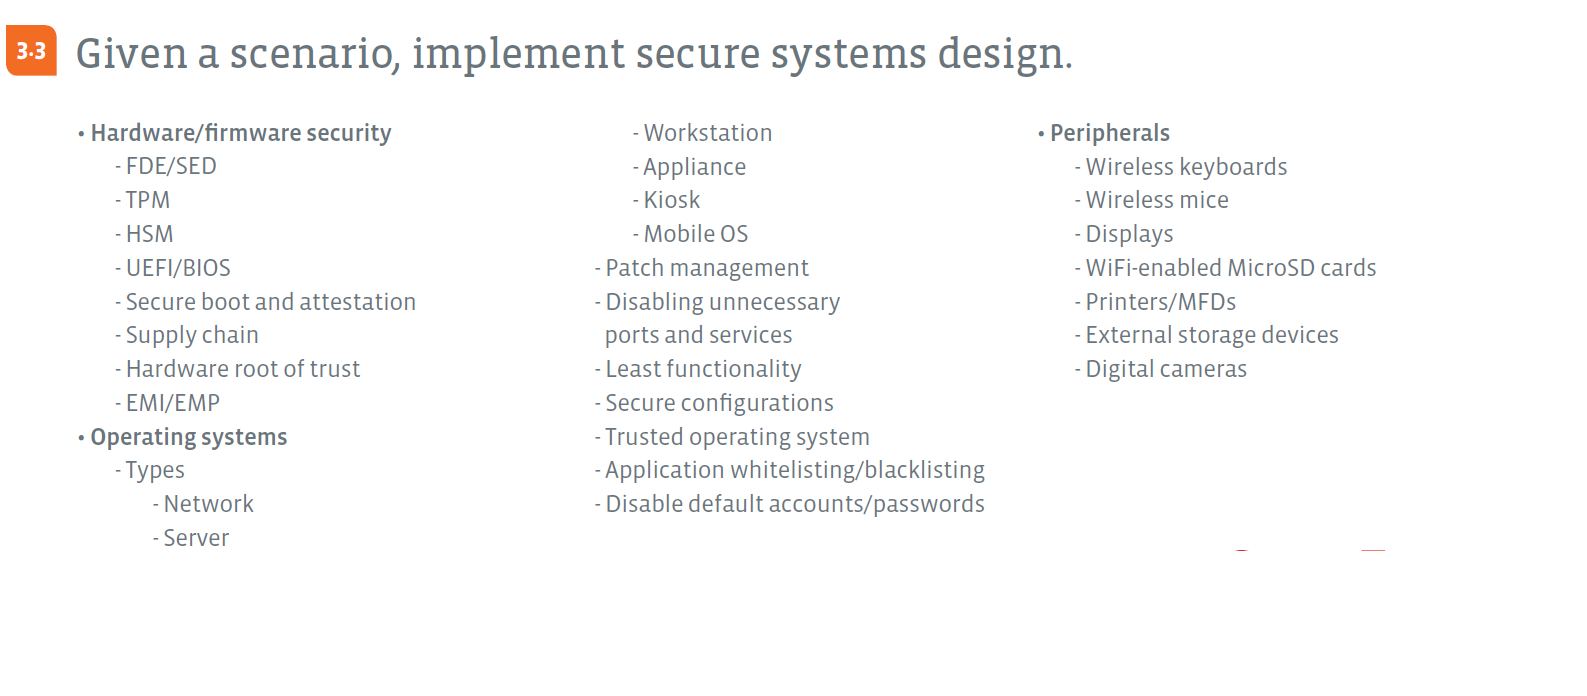 3.3 Given a scenario, implement secure systems design.
• Hardware/firmware security
- FDE/SED
- TPM
- HSM
- UEFI/BIOS
- Secure boot and attestation
- Supply chain
- Hardware root of trust
- EMI/EMP
• Operating systems
- Types
- Network
- Server
- Workstation
- Appliance
- Kiosk
- Mobile OS
- Patch management
- Disabling unnecessary
ports and services
- Least functionality
- Secure configurations
- Trusted operating system
- Application whitelisting/blacklisting
- Disable default accounts/passwords
• Peripherals
- Wireless keyboards
- Wireless mice
- Displays
- WiFi-enabled MicroSD cards
- Printers/MFDs
- External storage devices
- Digital cameras